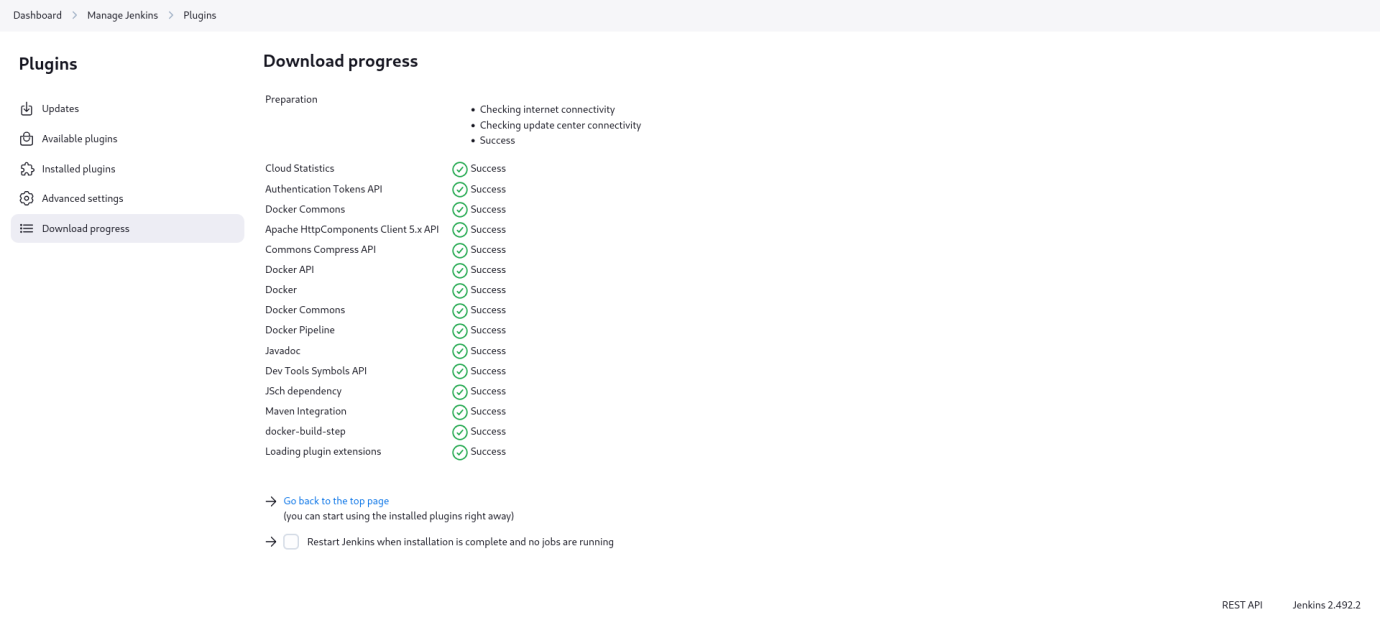 Dashboard > Manage Jenkins > Plugins
Plugins
Updates
Available plugins
Installed plugins
Advanced settings
Download progress
Download progress
Preparation
• Checking internet connectivity
• Checking update center connectivity
• Success
Cloud Statistics Success
Authentication Tokens API Success
Docker Commons Success
Apache HttpComponents Client 5.x API Success
Commons Compress API Success
Docker API Success
Docker Success
Docker Commons Success
Docker Pipeline Success
Javadoc Success
Dev Tools Symbols API Success
JSch dependency Success
Maven Integration Success
docker-build-step Success
Loading plugin extensions Success
→ Go back to the top page
(you can start using the installed plugins right away)
→ Restart Jenkins when installation is complete and no jobs are running
REST API Jenkins 2.492.2